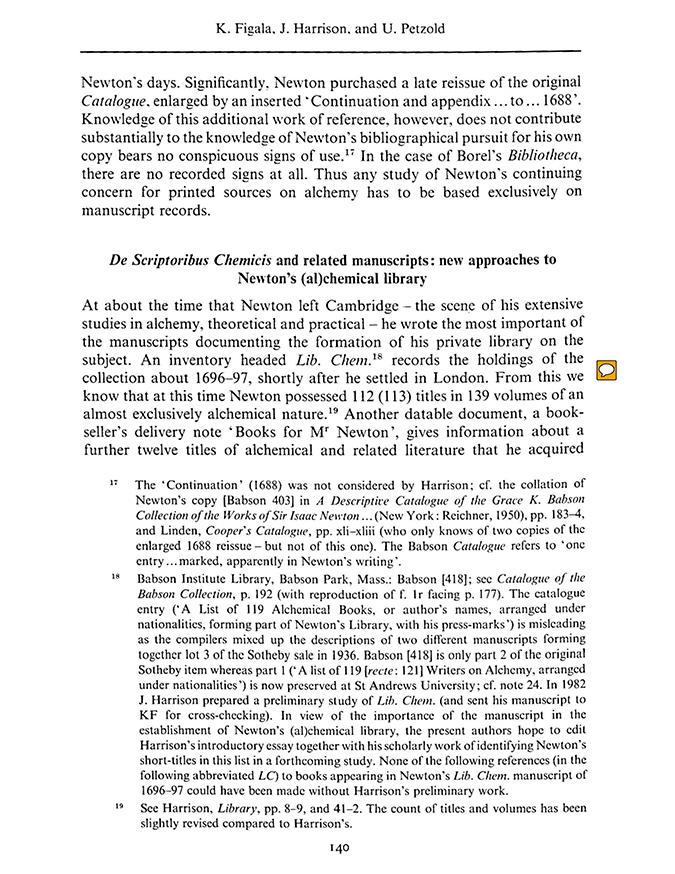 K. Figala, J. Harrison, and U. Petzold
Newton's days. Significantly, Newton purchased a late reissue of the original
Catalogue, enlarged by an inserted ‘Continuation and appendix ... to ... 1688’.
Knowledge of this additional work of reference, however, does not contribute
substantially to the knowledge of Newton's bibliographical pursuit for his own
copy bears no conspicuous signs of use.¹⁷ In the case of Borel's Bibliotheca,
there are no recorded signs at all. Thus any study of Newton's continuing
concern for printed sources on alchemy has to be based exclusively on
manuscript records.
De Scriptoribus Chemicis and related manuscripts: new approaches to
Newton's (al)chemical library
At about the time that Newton left Cambridge – the scene of his extensive
studies in alchemy, theoretical and practical – he wrote the most important of
the manuscripts documenting the formation of his private library on the
subject. An inventory headed Lib. Chem.¹⁸ records the holdings of the
collection about 1696–97, shortly after he settled in London. From this we
know that at this time Newton possessed 112 (113) titles in 139 volumes of an
almost exclusively alchemical nature.¹⁹ Another datable document, a book-
seller's delivery note ‘Books for Mʳ Newton’, gives information about a
further twelve titles of alchemical and related literature that he acquired
¹⁷ The ‘Continuation’ (1688) was not considered by Harrison; cf. the collation of
Newton's copy [Babson 403] in A Descriptive Catalogue of the Grace K. Babson
Collection of the Works of Sir Isaac Newton ... (New York: Reichner, 1950), pp. 183–4,
and Linden, Cooper's Catalogue, pp. xli–xliii (who only knows of two copies of the
enlarged 1688 reissue – but not of this one). The Babson Catalogue refers to ‘one
entry ... marked, apparently in Newton's writing’.
¹⁸ Babson Institute Library, Babson Park, Mass.: Babson [418]; see Catalogue of the
Babson Collection, p. 192 (with reproduction of f. 1r facing p. 177). The catalogue
entry (‘A List of 119 Alchemical Books, or author's names, arranged under
nationalities, forming part of Newton's Library, with his press-marks’) is misleading
as the compilers mixed up the descriptions of two different manuscripts forming
together lot 3 of the Sotheby sale in 1936. Babson [418] is only part 2 of the original
Sotheby item whereas part 1 (‘A list of 119 [recte: 121] Writers on Alchemy, arranged
under nationalities’) is now preserved at St Andrews University; cf. note 24. In 1982
J. Harrison prepared a preliminary study of Lib. Chem. (and sent his manuscript to
KF for cross-checking). In view of the importance of the manuscript in the
establishment of Newton's (al)chemical library, the present authors hope to edit
Harrison's introductory essay together with his scholarly work of identifying Newton's
short-titles in this list in a forthcoming study. None of the following references (in the
following abbreviated LC) to books appearing in Newton's Lib. Chem. manuscript of
1696–97 could have been made without Harrison's preliminary work.
¹⁹ See Harrison, Library, pp. 8–9, and 41–2. The count of titles and volumes has been
slightly revised compared to Harrison's.
140